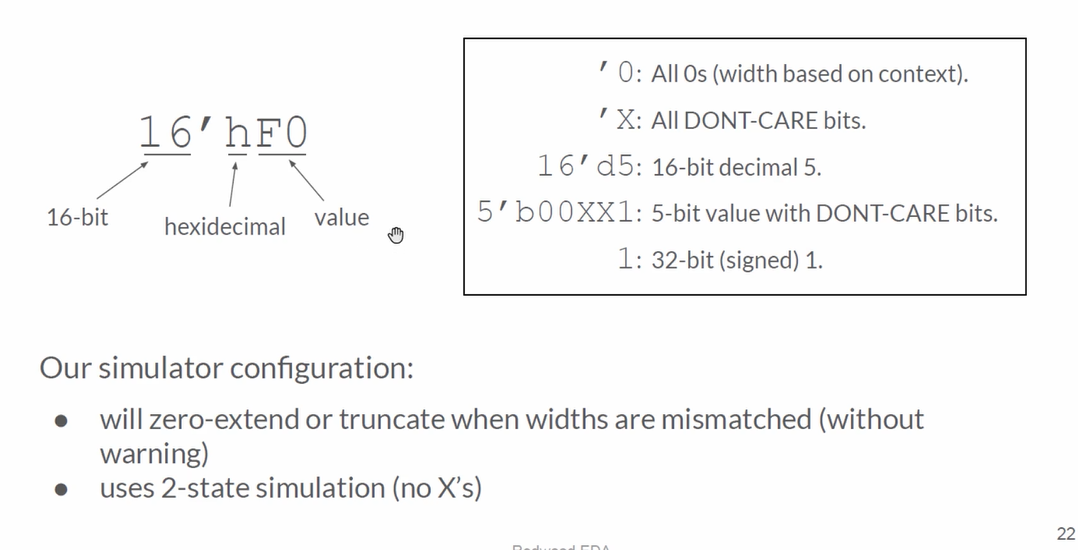 16'hF0
16-bit
hexidecimal
value
'0: All 0s (width based on context).
'X: All DONT-CARE bits.
16'd5: 16-bit decimal 5.
5'b00XX1: 5-bit value with DONT-CARE bits.
1: 32-bit (signed) 1.
Our simulator configuration:
● will zero-extend or truncate when widths are mismatched (without
warning)
● uses 2-state simulation (no X's)
22
Redwood EDA